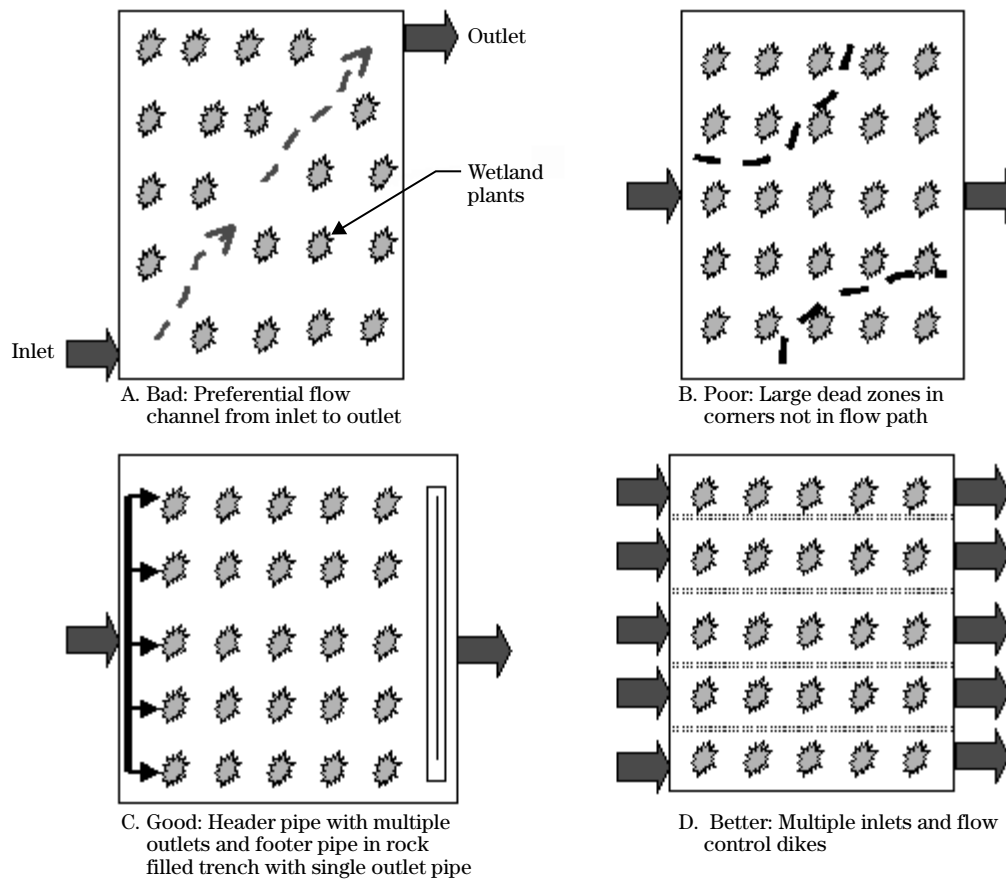 Outlet
Wetland
plants
Inlet
A. Bad: Preferential flow
channel from inlet to outlet
B. Poor: Large dead zones in
corners not in flow path
C. Good: Header pipe with multiple
outlets and footer pipe in rock
filled trench with single outlet pipe
D. Better: Multiple inlets and flow
control dikes